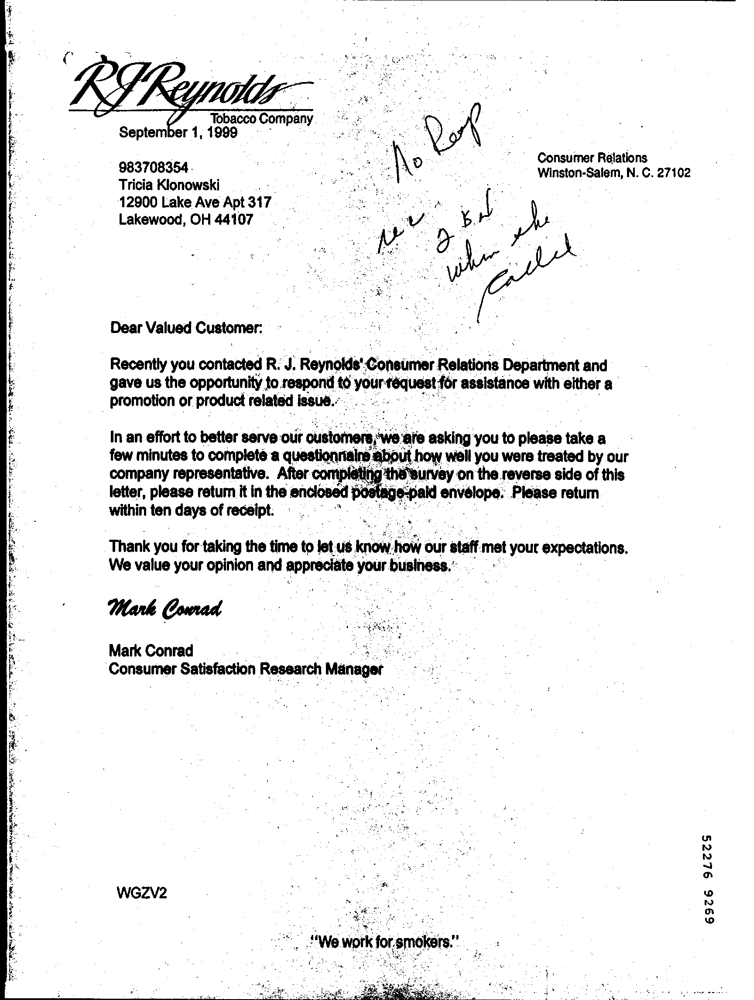 RJReynolds
Tobacco Company
September 1, 1999
No Resp
Consumer Relations
Winston-Salem, N. C. 27102
983708354
Tricia Klonowski
12900 Lake Ave Apt 317
Lakewood, OH 44107
when she
called
Dear Valued Customer:
Recently you contacted R. J. Reynolds' Consumer Relations Department and
gave us the opportunity to respond to your request for assistance with either a
promotion or product related issue.
In an effort to better serve our customers, we are asking you to please take a
few minutes to complete a questionnaire about how well you were treated by our
company representative. After completing the survey on the reverse side of this
letter, please return it in the enclosed postage-paid envelope. Please return
within ten days of receipt.
Thank you for taking the time to let us know how our staff met your expectations.
We value your opinion and appreciate your business.
Mark Conrad
Mark Conrad
Consumer Satisfaction Research Manager
52276 9269
WGZV2
"We work for smokers."